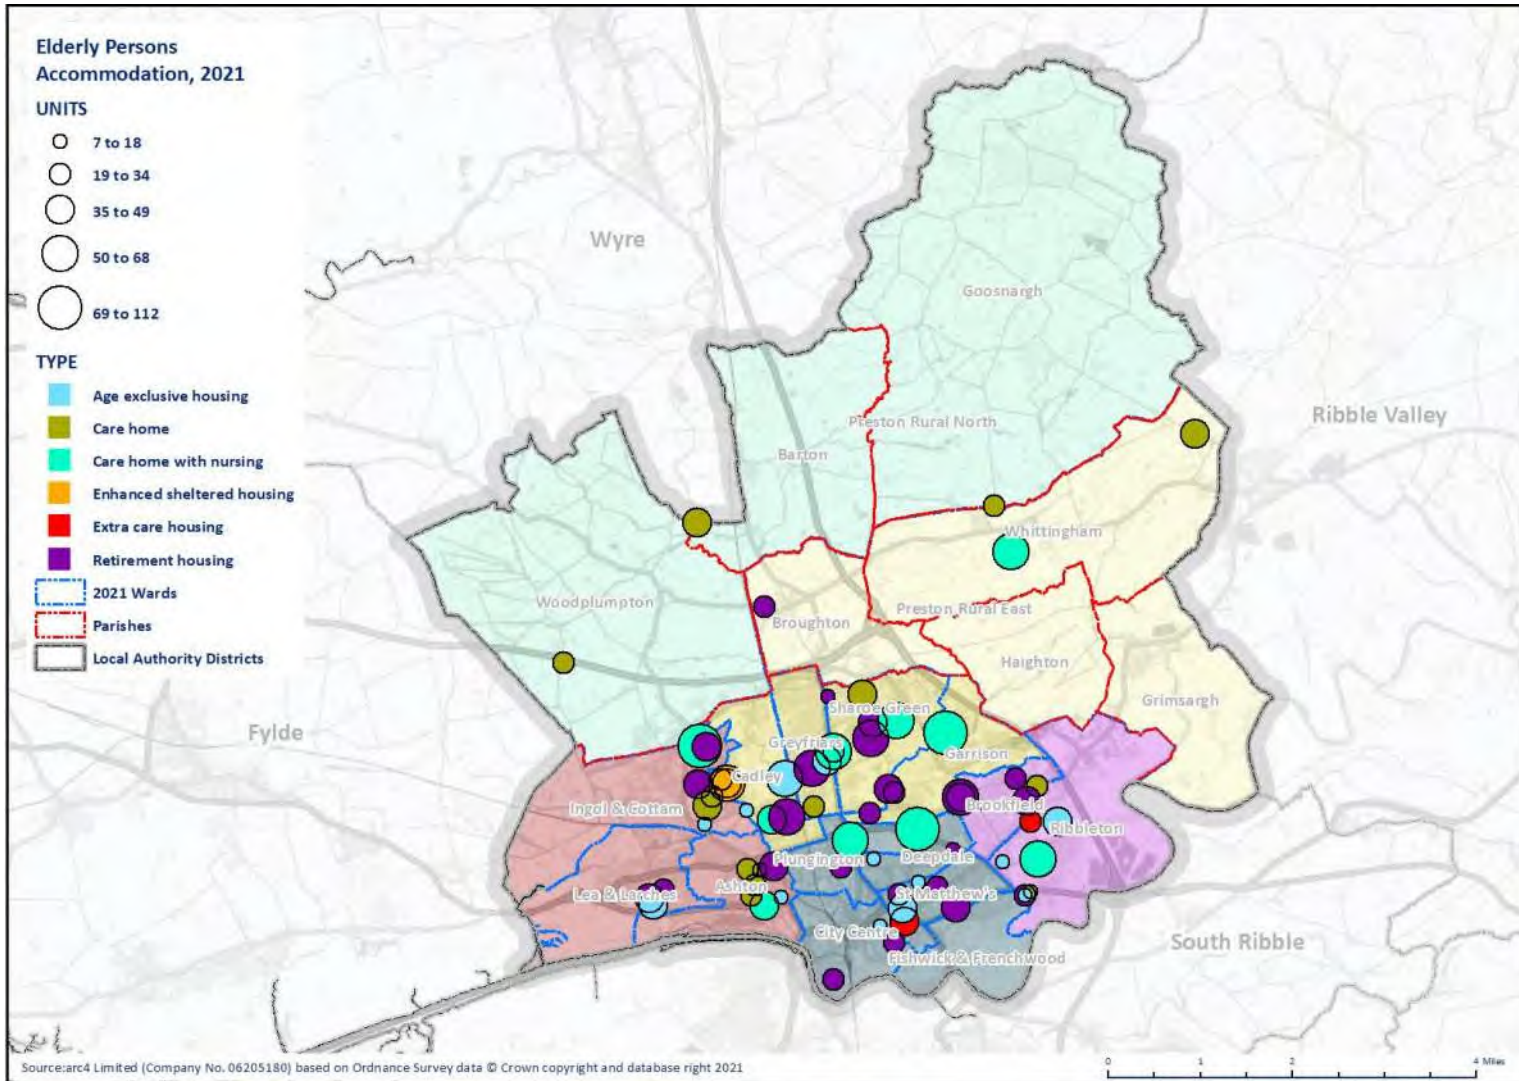 Elderly Persons
Accommodation, 2021
UNITS
7 to 18
19 to 34
35 to 49
50 to 68
69 to 112
TYPE
Age exclusive housing
Care home
Care home with nursing
Enhanced sheltered housing
Extra care housing
Retirement housing
2021 Wards
Parishes
Local Authority Districts
Wyre
Goosnargh
Ribble Valley
Preston Rural North
Barton
Whittingham
Woodplumpton
Preston Rural East
Broughton
Haighton
Grimsargh
Sharoe Green
Fylde
Greyfriars
Garrison
Cadley
Ingol & Cottam
Brookfield
Ribbleton
Plungington
Deepdale
Lea & Larches
Ashton
St Matthew's
City Centre
South Ribble
Fishwick & Frenchwood
Source:arc4 Limited (Company No. 06205180) based on Ordnance Survey data © Crown copyright and database right 2021
0 1 2 4 Miles